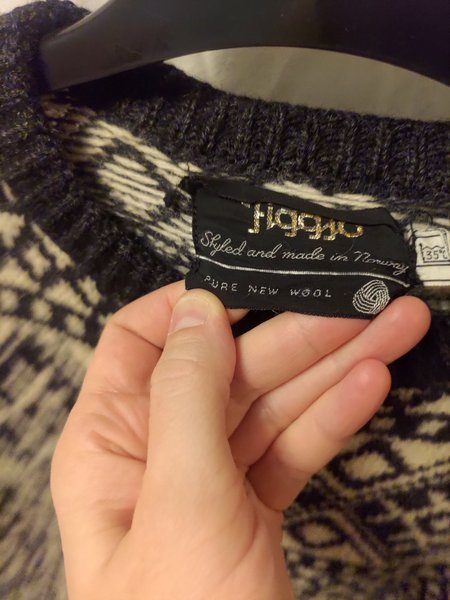 Styled and made in Norway
PURE NEW WOOL
35°